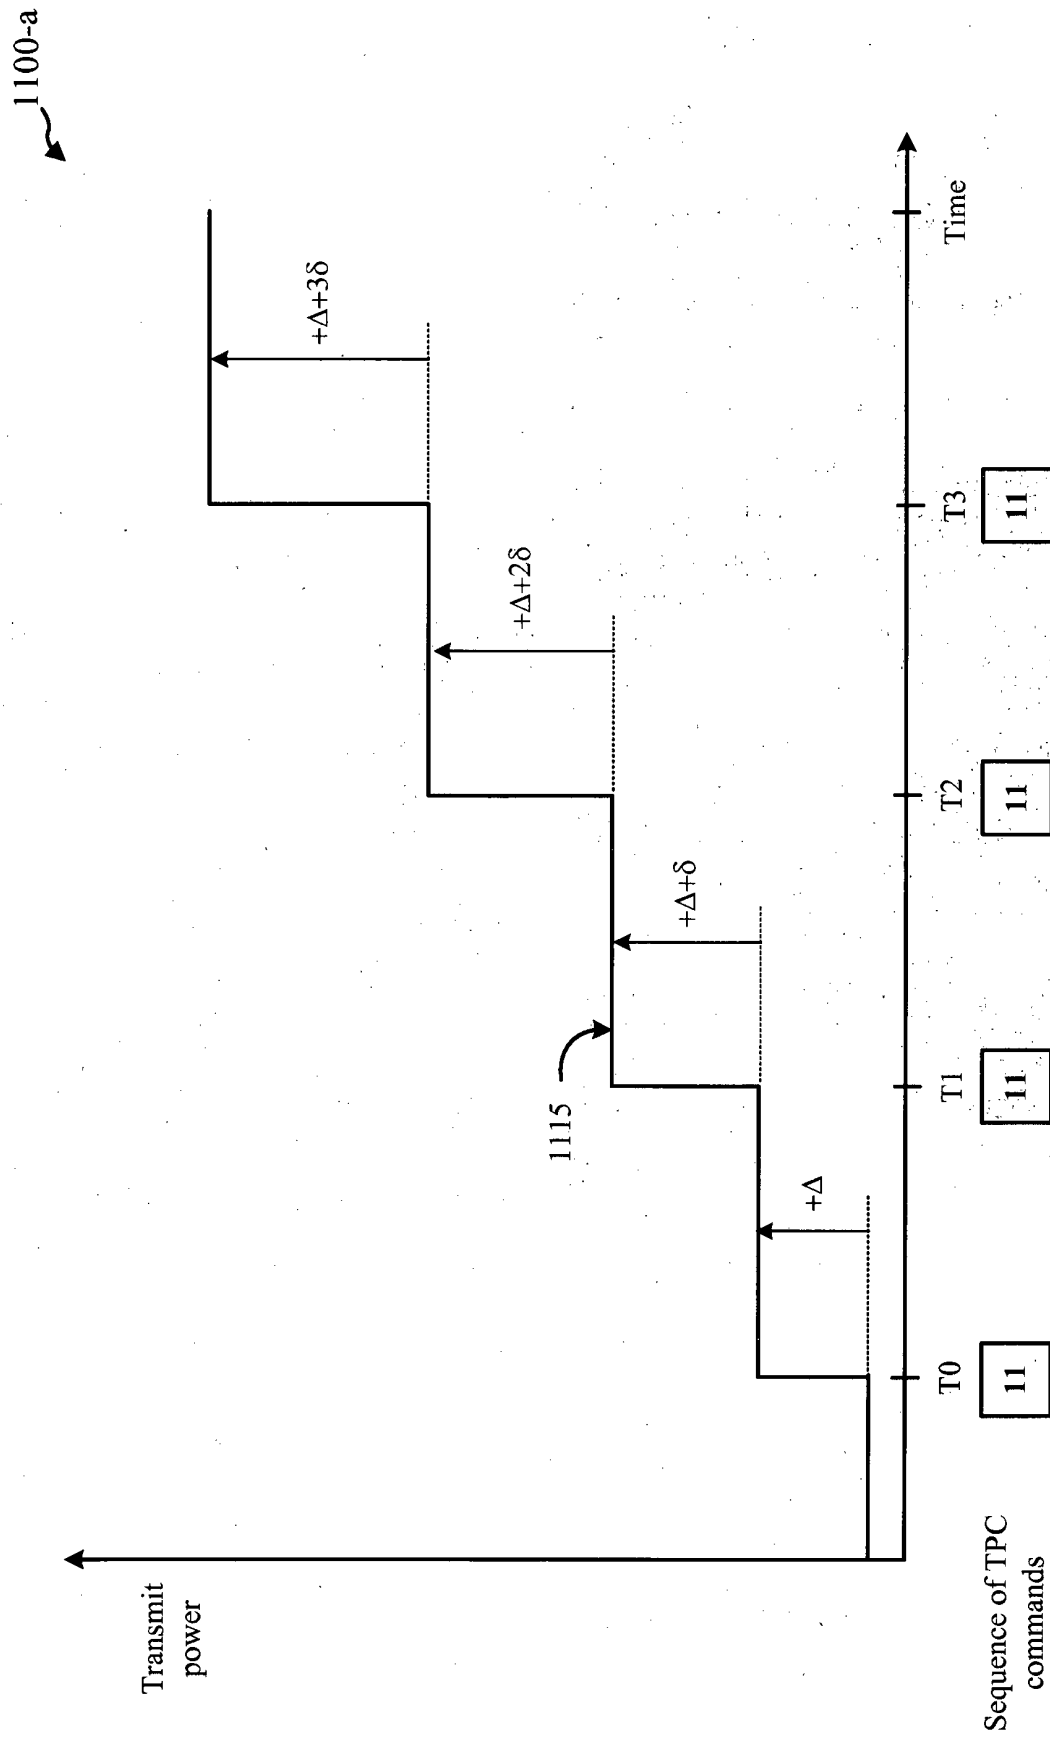 1100-a
Transmit
power
+Δ+3δ
+Δ+2δ
+Δ+δ
1115
+Δ
T0
T1
T2
T3
Time
Sequence of TPC
commands
11
11
11
11